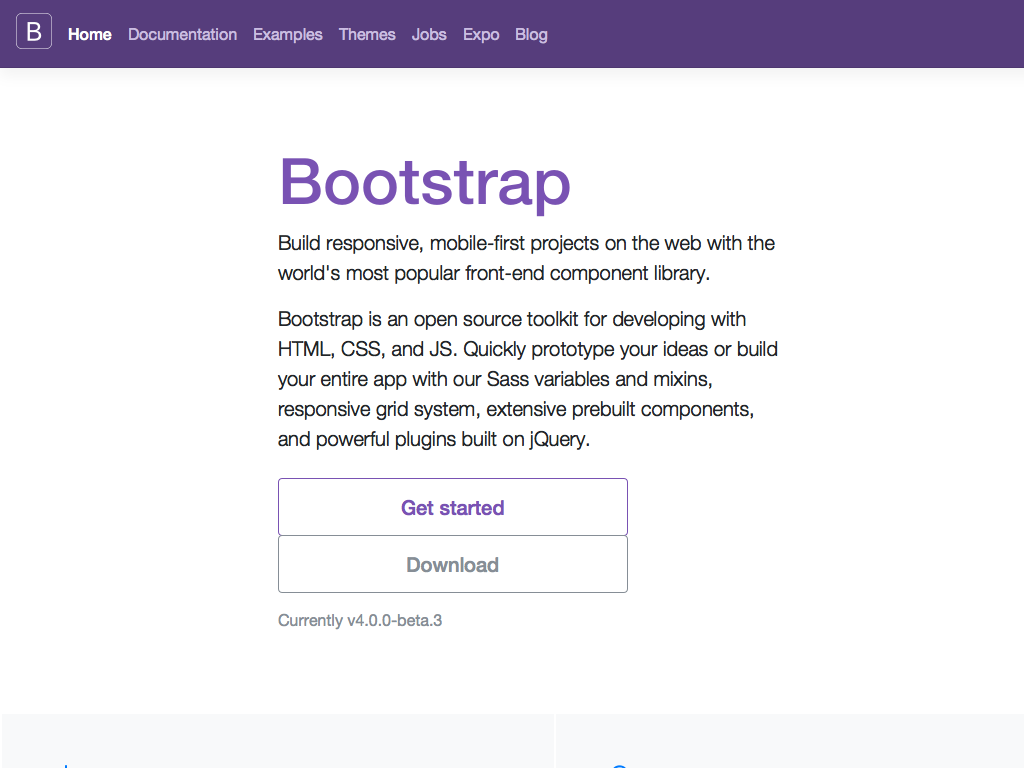 B Home Documentation Examples Themes Jobs Expo Blog
Bootstrap
Build responsive, mobile-first projects on the web with the
world's most popular front-end component library.
Bootstrap is an open source toolkit for developing with
HTML, CSS, and JS. Quickly prototype your ideas or build
your entire app with our Sass variables and mixins,
responsive grid system, extensive prebuilt components,
and powerful plugins built on jQuery.
Get started
Download
Currently v4.0.0-beta.3